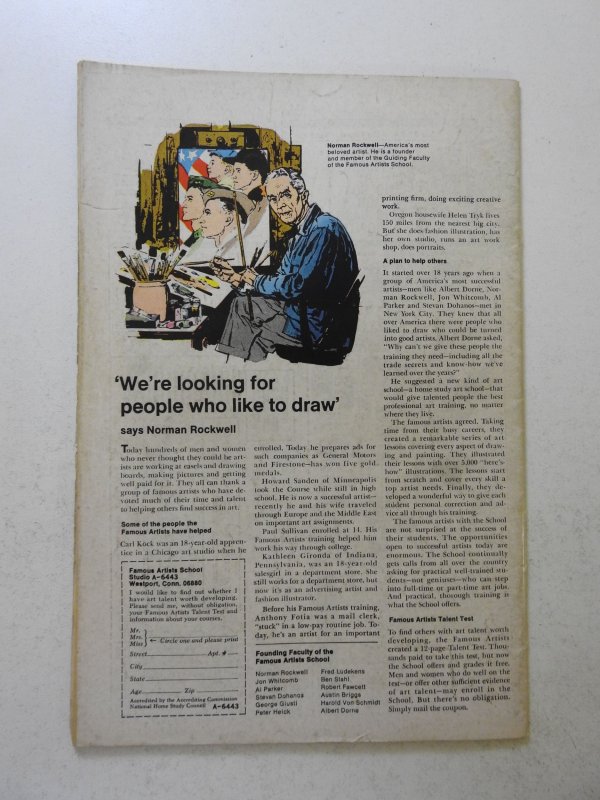 Norman Rockwell—America's most
beloved artist. He is a founder
and member of the Guiding Faculty
of the Famous Artists School.
'We're looking for
people who like to draw'
says Norman Rockwell
Today hundreds of men and women
who never thought they could be art-
ists are working at easels and drawing
boards, making pictures and getting
well paid for it. They all can thank a
group of famous artists who have de-
voted much of their time and talent
to helping others find success in art.
Some of the people the
Famous Artists have helped
Carl Kock was an 18-year-old appren-
tice in a Chicago art studio when he
enrolled. Today he prepares ads for
such companies as General Motors
and Firestone—has won five gold
medals.
Howard Sanden of Minneapolis
took the Course while still in high
school. He is now a successful artist—
recently he and his wife traveled
through Europe and the Middle East
on important art assignments.
Paul Sullivan enrolled at 14. His
Famous Artists training helped him
work his way through college.
Kathleen Gironda of Indiana,
Pennsylvania, was an 18-year-old
salesgirl in a department store. She
still works for a department store, but
now it's as an advertising artist and
fashion illustrator.
Before his Famous Artists training,
Anthony Fotia was a mail clerk,
"stuck" in a low-pay routine job. To-
day, he's an artist for an important
printing firm, doing exciting creative
work.
Oregon housewife Helen Tryk lives
150 miles from the nearest big city.
But she does fashion illustration, has
her own studio, runs an art work
shop, does portraits.
A plan to help others
It started over 18 years ago when a
group of America's most successful
artists—men like Albert Dorne, Nor-
man Rockwell, Jon Whitcomb, Al
Parker and Stevan Dohanos—met in
New York City. They knew that all
over America there were people who
liked to draw who could be turned
into good artists. Albert Dorne asked,
"Why can't we give these people the
training they need—including all the
trade secrets and know-how we've
learned over the years?"
He suggested a new kind of art
school—a home study art school—that
would give talented people the best
professional art training, no matter
where they live.
The famous artists agreed. Taking
time from their busy careers, they
created a remarkable series of art
lessons covering every aspect of draw-
ing and painting. They illustrated
their lessons with over 5,000 "here's-
how" illustrations. The lessons start
from scratch and cover every skill a
top artist needs. Finally, they de-
veloped a wonderful way to give each
student personal correction and ad-
vice all through his training.
The famous artists with the School
are not surprised at the success of
their students. The opportunities
open to successful artists today are
enormous. The School continually
gets calls from all over the country
asking for practical well-trained stu-
dents—not geniuses—who can step
into full-time or part-time art jobs.
And practical, thorough training is
what the School offers.
Famous Artists Talent Test
To find others with art talent worth
developing, the Famous Artists
created a 12-page Talent Test. Thou-
sands paid to take this test, but now
the School offers and grades it free.
Men and women who do well on the
test—or offer other sufficient evidence
of art talent—may enroll in the
School. But there's no obligation.
Simply mail the coupon.
Famous Artists School
Studio A-6443
Westport, Conn. 06880
I would like to find out whether I
have art talent worth developing.
Please send me, without obligation,
your Famous Artists Talent Test and
information about your courses.
Mr.
Mrs.
Miss
Circle one and please print
Street Apt. #
City
State
Age Zip
Accredited by the Accrediting Commission
National Home Study Council A-6443
Founding Faculty of the
Famous Artists School
Norman Rockwell
Jon Whitcomb
Al Parker
Stevan Dohanos
George Giusti
Peter Helck
Fred Ludekens
Ben Stahl
Robert Fawcett
Austin Briggs
Harold Von Schmidt
Albert Dorne